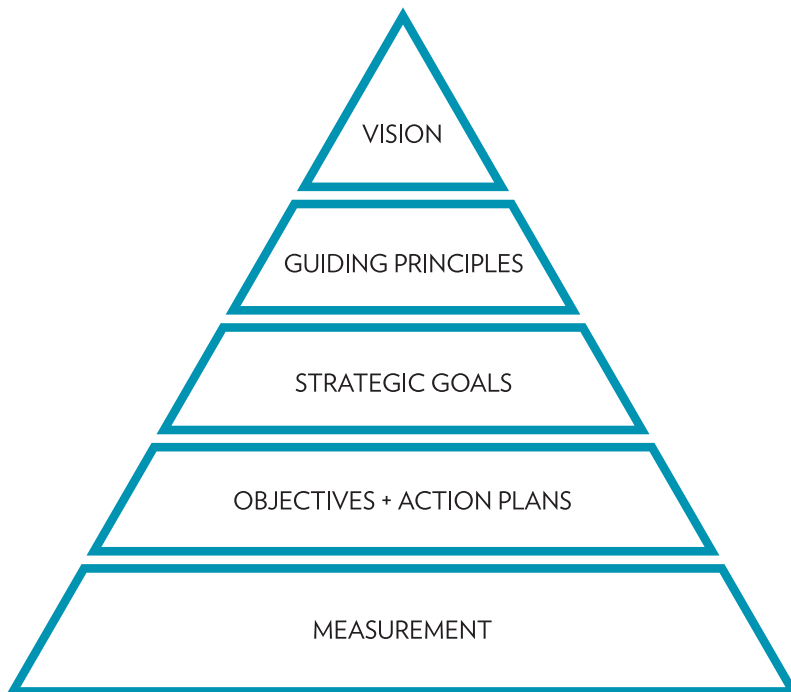 VISION
GUIDING PRINCIPLES
STRATEGIC GOALS
OBJECTIVES + ACTION PLANS
MEASUREMENT